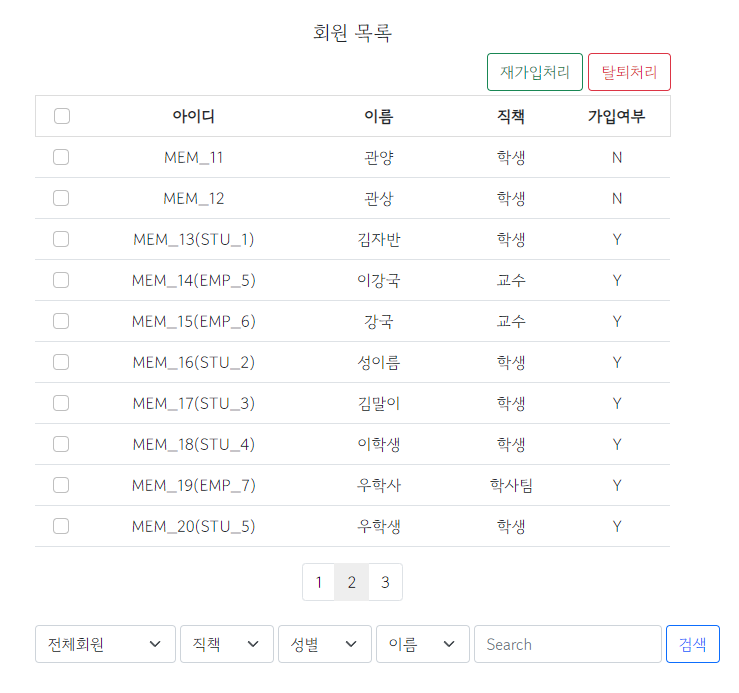 회원 목록
재가입처리 탈퇴처리
아이디 이름 직책 가입여부
MEM_11 관양 학생 N
MEM_12 관상 학생 N
MEM_13(STU_1) 김자반 학생 Y
MEM_14(EMP_5) 이강국 교수 Y
MEM_15(EMP_6) 강국 교수 Y
MEM_16(STU_2) 성이름 학생 Y
MEM_17(STU_3) 김말이 학생 Y
MEM_18(STU_4) 이학생 학생 Y
MEM_19(EMP_7) 우학사 학사팀 Y
MEM_20(STU_5) 우학생 학생 Y
1 2 3
전체회원 직책 성별 이름 Search 검색